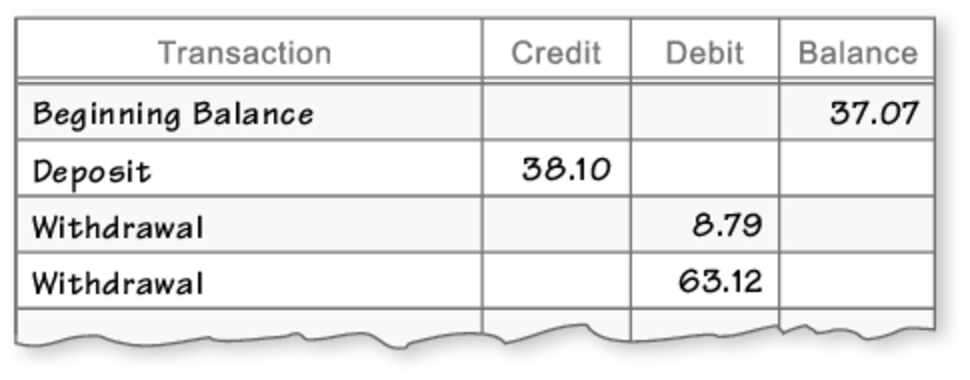 Transaction Credit Debit Balance
Beginning Balance 37.07
Deposit 38.10
Withdrawal 8.79
Withdrawal 63.12